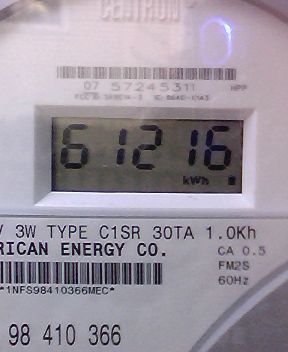 CENTRON
07 57245311 HPP
61216
kWh
V 3W TYPE C1SR 30TA 1.0Kh
RICAN ENERGY CO. CA 0.5
FM2S
*1NFS98410366MEC* 60Hz
98 410 366